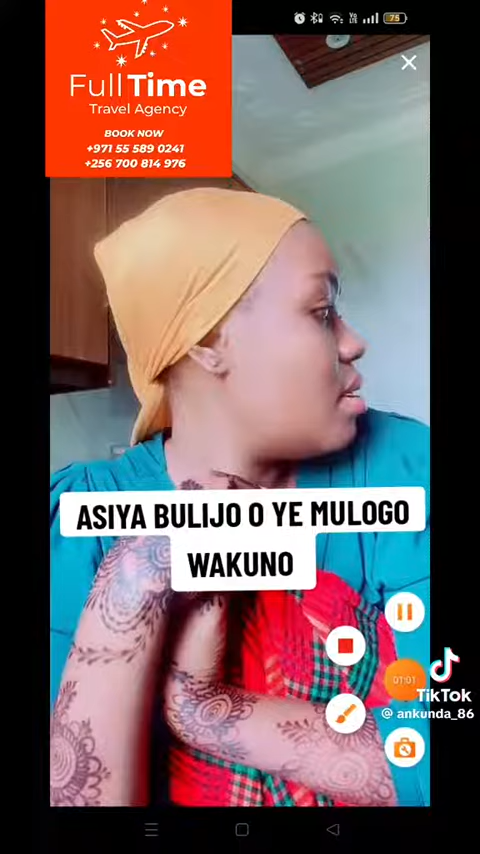 Full Time
Travel Agency
BOOK NOW
+971 55 589 0241
+256 700 814 976
75
ASIYA BULIJO O YE MULOGO
WAKUNO
01:01
TikTok
@ ankunda_86